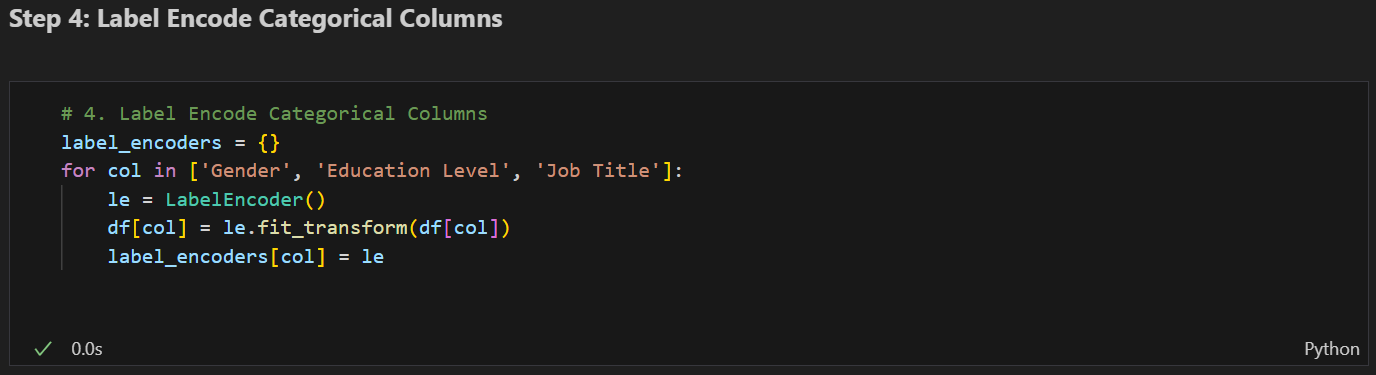 Step 4: Label Encode Categorical Columns
# 4. Label Encode Categorical Columns
label_encoders = {}
for col in ['Gender', 'Education Level', 'Job Title']:
    le = LabelEncoder()
    df[col] = le.fit_transform(df[col])
    label_encoders[col] = le
0.0s
Python